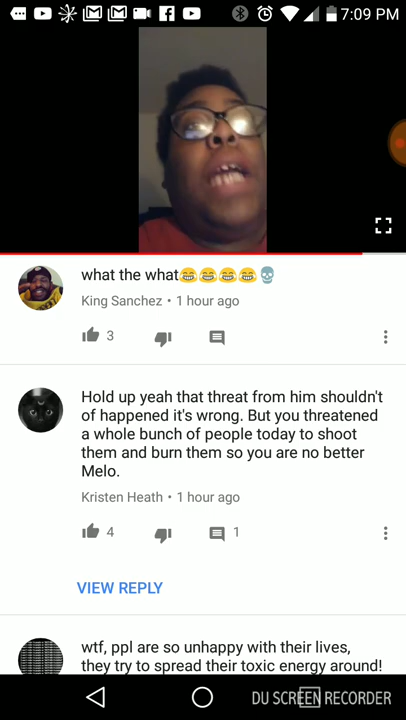 7:09 PM
what the what😂😂😂😂💀
King Sanchez • 1 hour ago
3
Hold up yeah that threat from him shouldn't
of happened it's wrong. But you threatened
a whole bunch of people today to shoot
them and burn them so you are no better
Melo.
Kristen Heath • 1 hour ago
4 1
VIEW REPLY
wtf, ppl are so unhappy with their lives,
they try to spread their toxic energy around!
DU SCREEN RECORDER